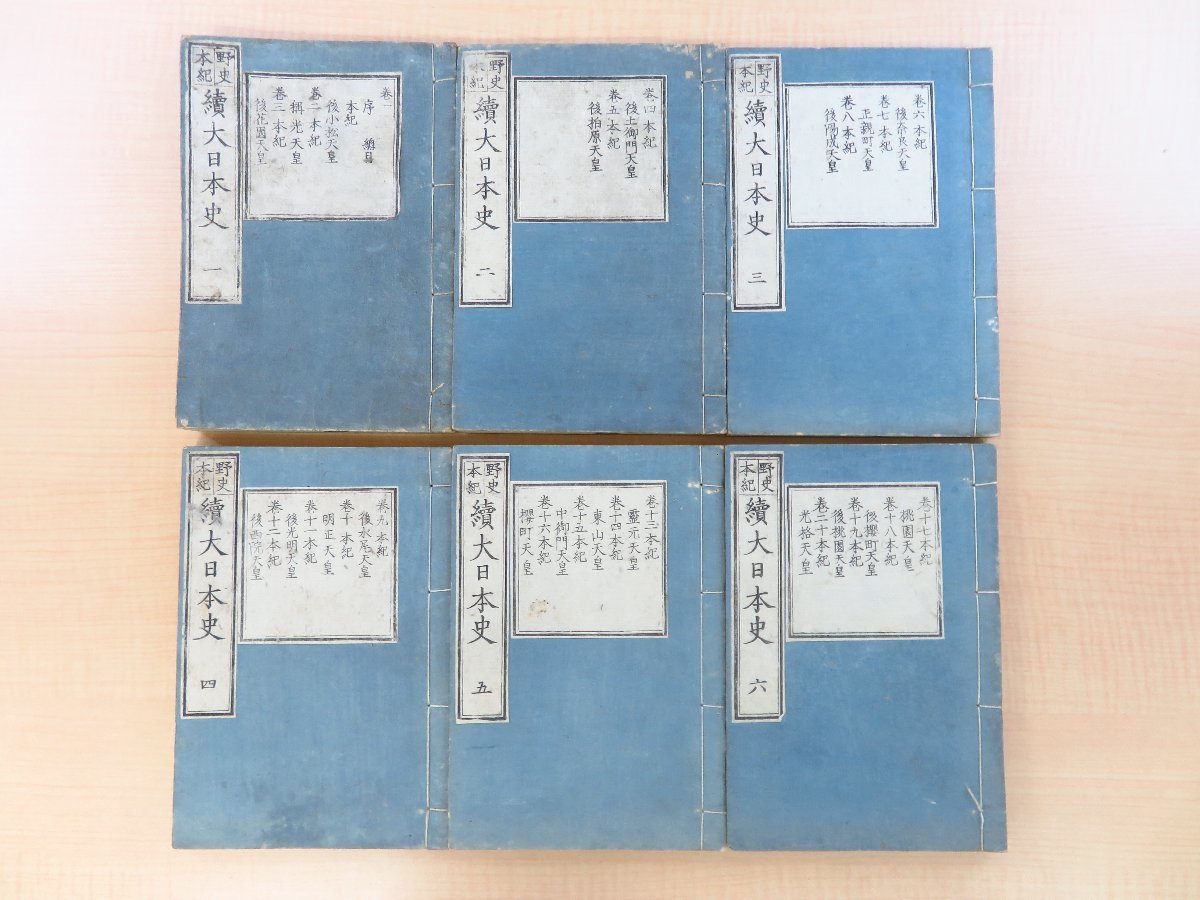 野史
本紀
續大日本史
一
卷一
序 總目
本紀
後小松天皇
卷二本紀
稱光天皇
卷三本紀
後花園天皇
野史
本紀
續大日本史
二
卷四本紀
後土御門天皇
卷五本紀
後柏原天皇
野史
本紀
續大日本史
三
卷六本紀
後奈良天皇
卷七本紀
正親町天皇
卷八本紀
後陽成天皇
野史
本紀
續大日本史
四
卷九本紀
後水尾天皇
卷十本紀
明正天皇
卷十一本紀
後光明天皇
卷十二本紀
後西院天皇
野史
本紀
續大日本史
五
卷十三本紀
靈元天皇
卷十四本紀
東山天皇
卷十五本紀
中御門天皇
卷十六本紀
櫻町天皇
野史
本紀
續大日本史
六
卷十七本紀
桃園天皇
卷十八本紀
後櫻町天皇
卷十九本紀
後桃園天皇
卷二十本紀
光格天皇